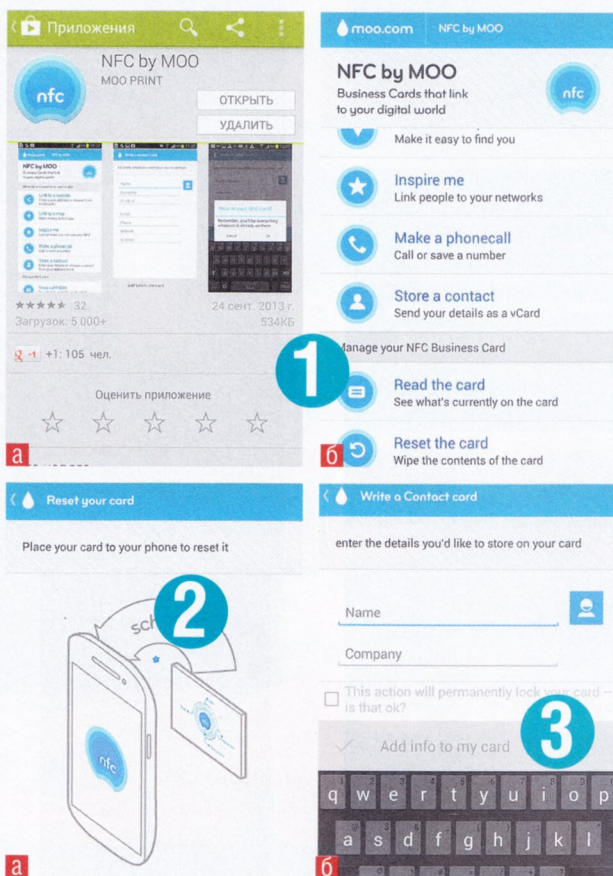 Приложения
NFC by MOO
MOO PRINT
nfc
ОТКРЫТЬ
УДАЛИТЬ
32
24 сент. 2013 г.
Загрузок: 5 000+
534КБ
+1
+1: 105 чел.
Оценить приложение
а
1
moo.com
NFC by MOO
NFC by MOO
Business Cards that link
to your digital world
nfc
Make it easy to find you
Inspire me
Link people to your networks
Make a phonecall
Call or save a number
Store a contact
Send your details as a vCard
Manage your NFC Business Card
Read the card
See what's currently on the card
Reset the card
Wipe the contents of the card
б
Reset your card
Place your card to your phone to reset it
2
nfc
а
Write a Contact card
enter the details you'd like to store on your card
Name
Company
This action will permanently lock your card –
is that ok?
Add info to my card
3
q w e r t y u i o p
a s d f g h j k l
б